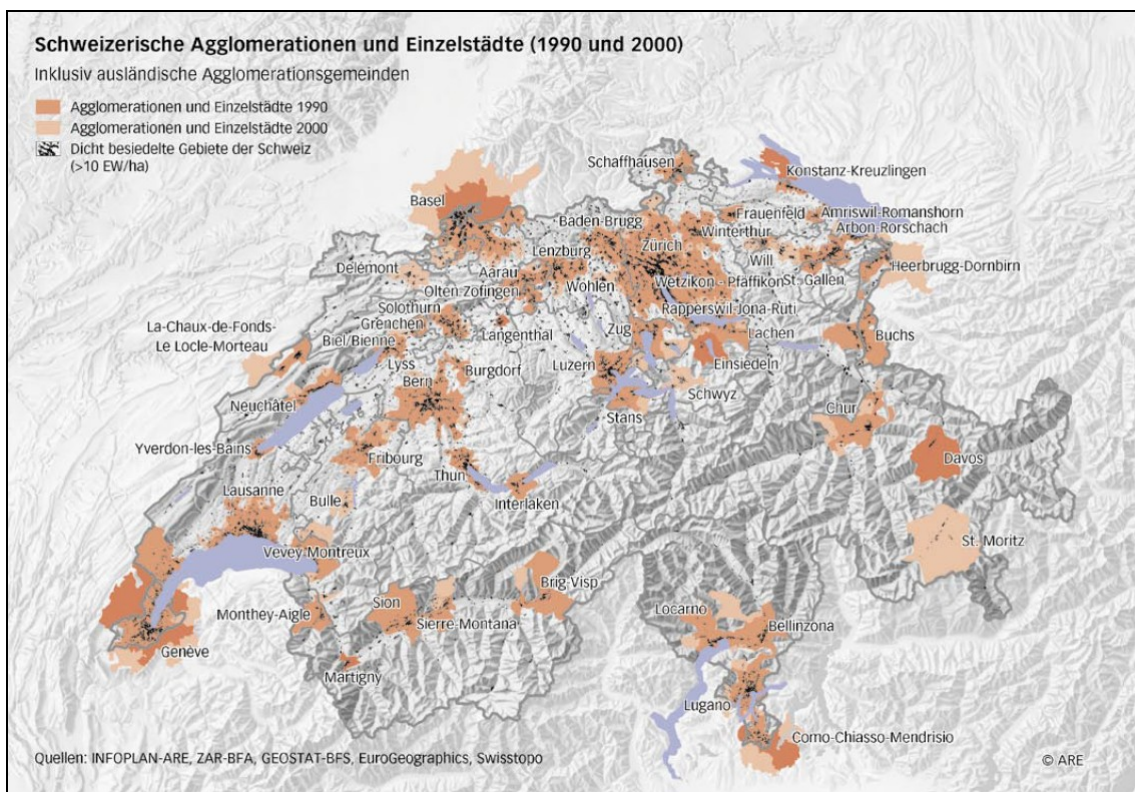 Schweizerische Agglomerationen und Einzelstädte (1990 und 2000)
Inklusiv ausländische Agglomerationsgemeinden
Agglomerationen und Einzelstädte 1990
Agglomerationen und Einzelstädte 2000
Dicht besiedelte Gebiete der Schweiz
(>10 EW/ha)
Schaffhausen
Konstanz-Kreuzlingen
Basel
Baden-Brugg
Frauenfeld
Amriswil-Romanshorn
Winterthur
Arbon-Rorschach
Lenzburg
Zürich
Will
Delémont
Aarau
Wetzikon - Pfäffikon
St. Gallen
Heerbrugg-Dornbirn
Olten-Zofingen
Wohlen
Solothurn
Rapperswil-Jona-Rüti
Grenchen
La-Chaux-de-Fonds-
Le Locle-Morteau
Biel/Bienne
Langenthal
Zug
Lachen
Buchs
Lyss
Burgdorf
Luzern
Einsiedeln
Bern
Schwyz
Neuchâtel
Stans
Chur
Yverdon-les-Bains
Fribourg
Davos
Thun
Lausanne
Bulle
Interlaken
St. Moritz
Vevey-Montreux
Brig-Visp
Monthey-Aigle
Sion
Locarno
Sierre-Montana
Bellinzona
Genève
Martigny
Lugano
Como-Chiasso-Mendrisio
Quellen: INFOPLAN-ARE, ZAR-BFA, GEOSTAT-BFS, EuroGeographics, Swisstopo
© ARE